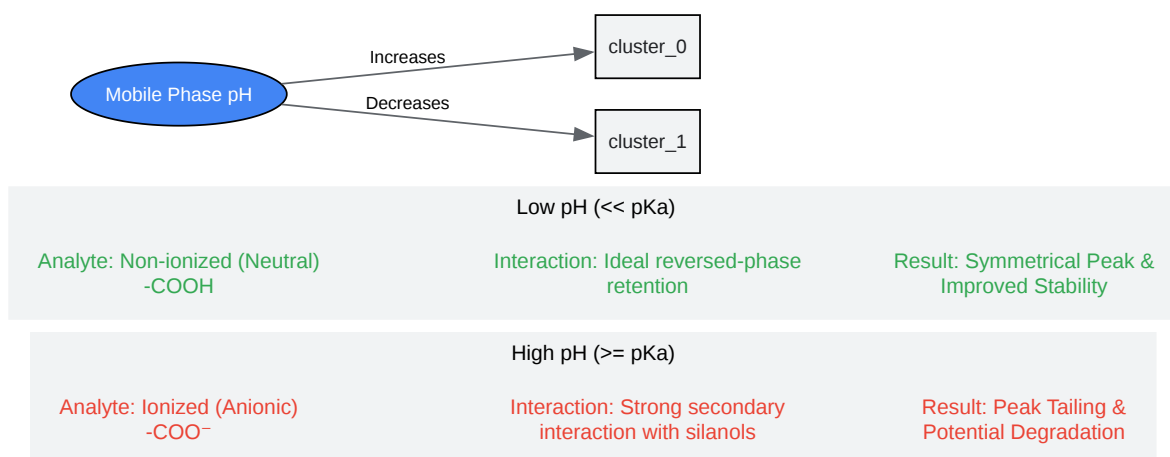 Increases
cluster_0
Mobile Phase pH
Decreases
cluster_1
Low pH (<< pKa)
Analyte: Non-ionized (Neutral)
-COOH
Interaction: Ideal reversed-phase
retention
Result: Symmetrical Peak &
Improved Stability
High pH (>= pKa)
Analyte: Ionized (Anionic)
-COO⁻
Interaction: Strong secondary
interaction with silanols
Result: Peak Tailing &
Potential Degradation